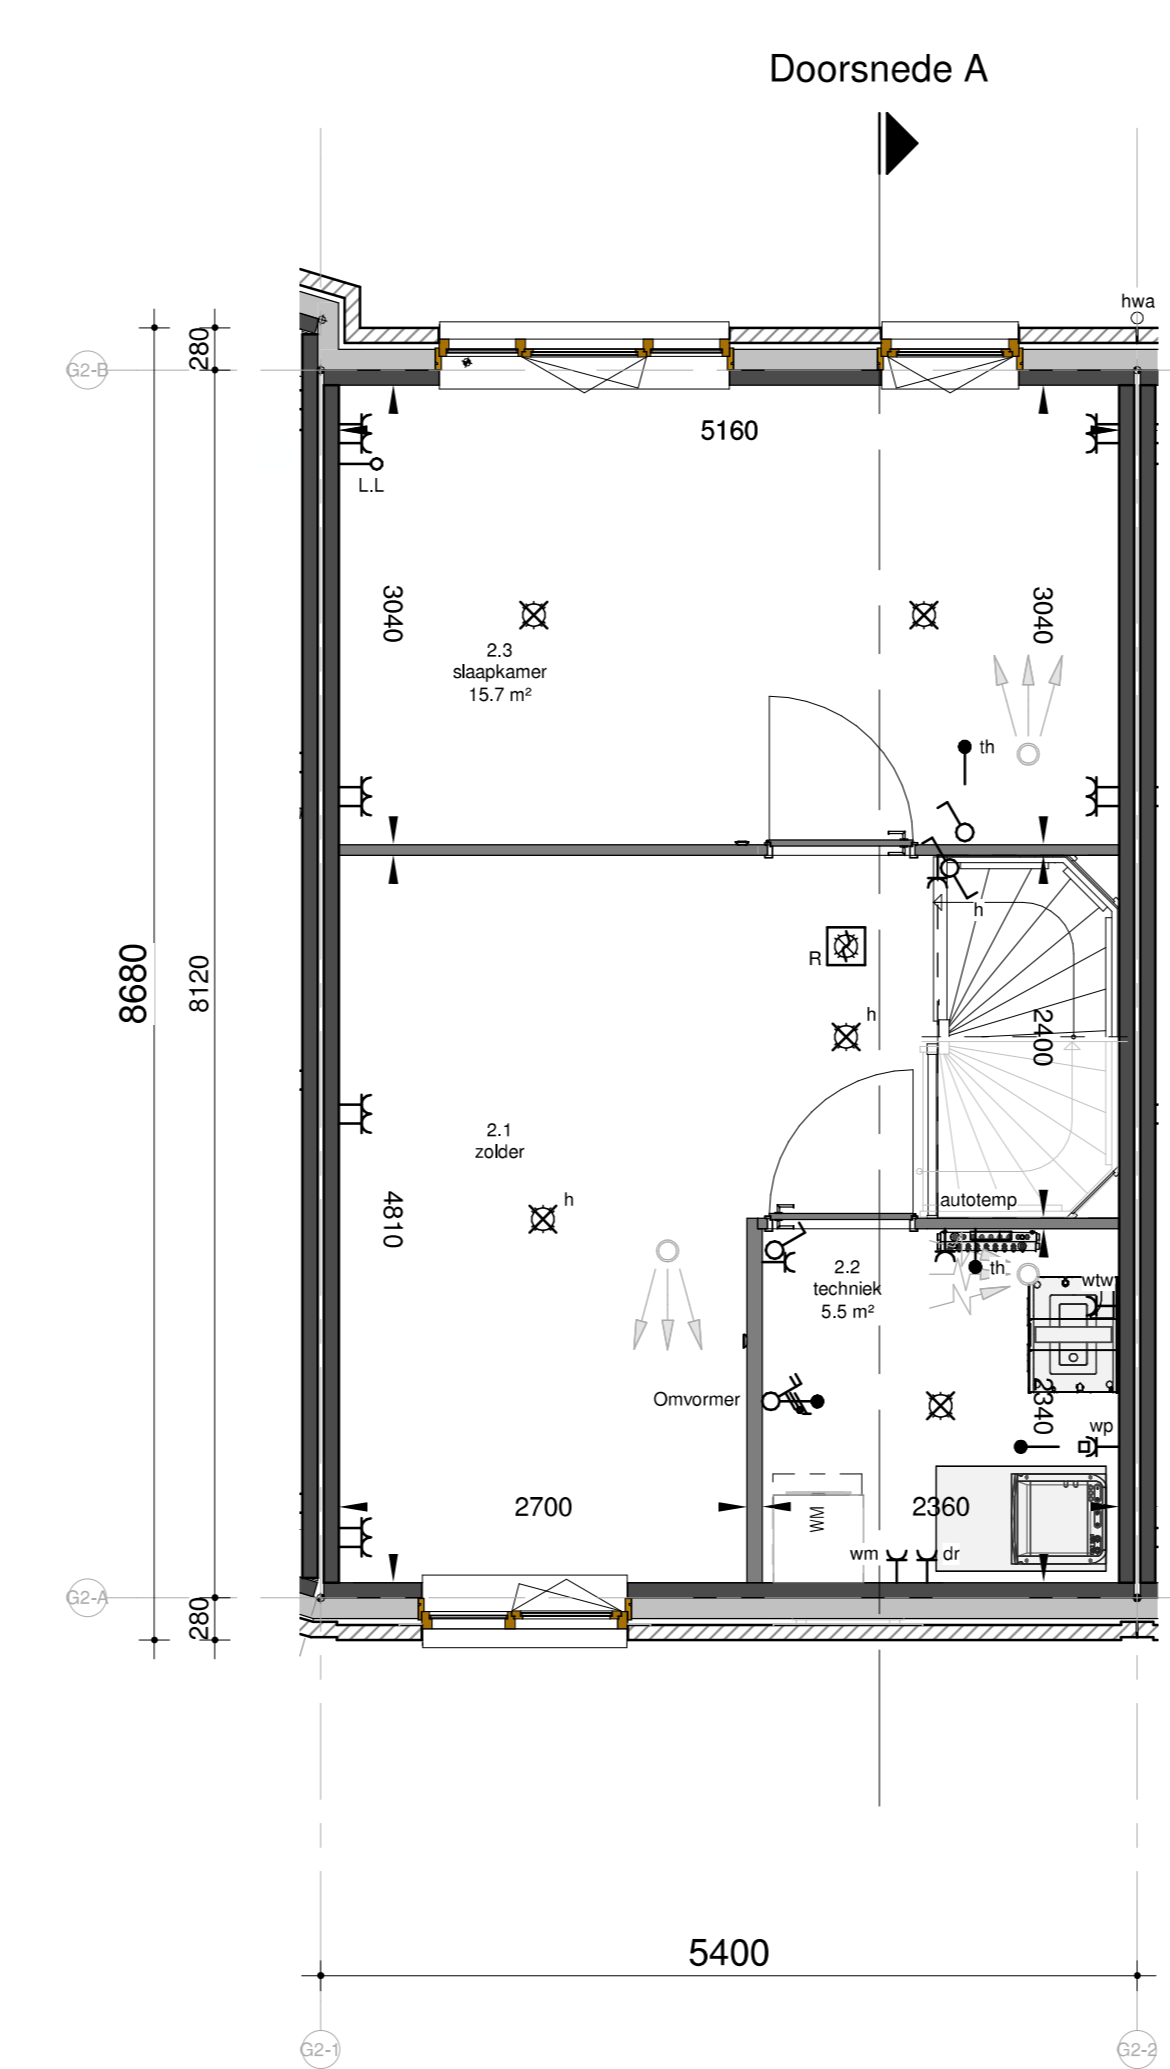 Doorsnede A
hwa
280
G2-B
5160
L.L
3040
3040
2.3
slaapkamer
15.7 m²
th
h
R
h
8680
8120
2400
2.1
zolder
4810
h
autotemp
2.2
techniek
5.5 m²
th
wtw
Omvormer
2340
wp
2700
WM
2360
wm
dr
G2-A
280
5400
G2-1
G2-2